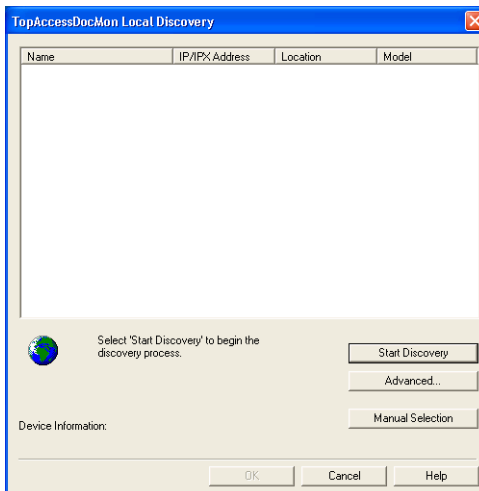 TopAccessDocMon Local Discovery
Name IP/IPX Address Location Model
Select 'Start Discovery' to begin the
discovery process.
Start Discovery
Advanced...
Manual Selection
Device Information:
OK Cancel Help